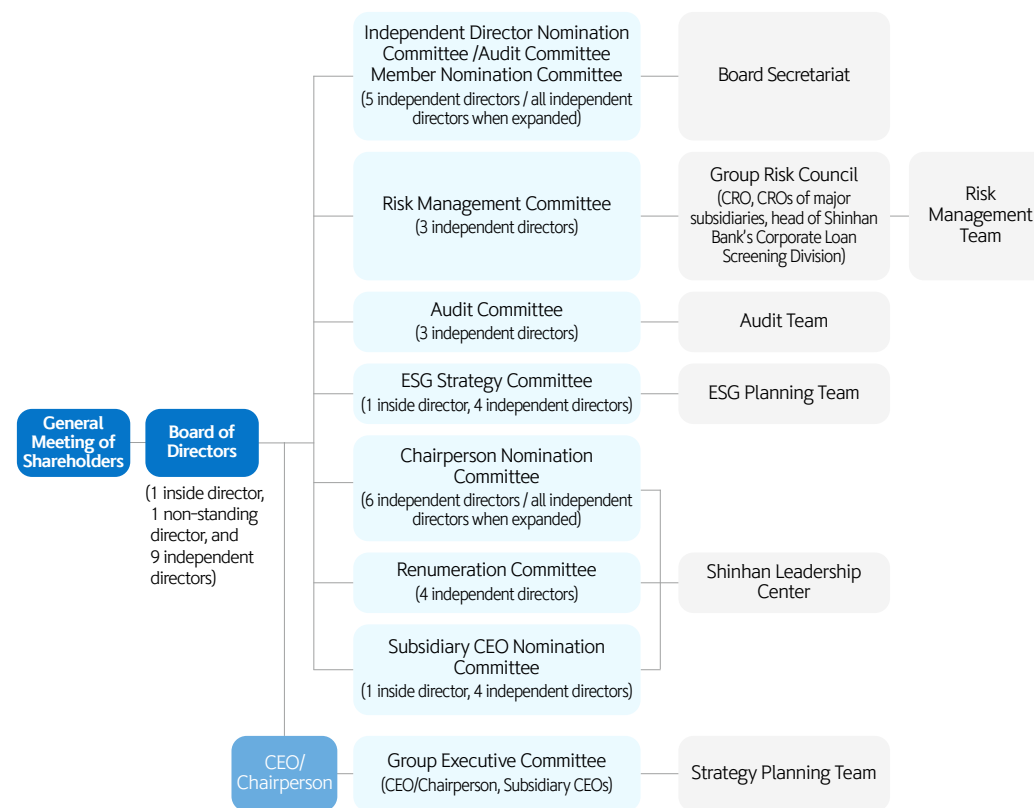 Independent Director Nomination
Committee /Audit Committee
Member Nomination Committee
(5 independent directors / all independent
directors when expanded)
Board Secretariat
Risk Management Committee
(3 independent directors)
Group Risk Council
(CRO, CROs of major
subsidiaries, head of Shinhan
Bank's Corporate Loan
Screening Division)
Risk
Management
Team
Audit Committee
(3 independent directors)
Audit Team
ESG Strategy Committee
(1 inside director, 4 independent directors)
ESG Planning Team
General
Meeting of
Shareholders
Board of
Directors
(1 inside director,
1 non-standing
director, and
9 independent
directors)
Chairperson Nomination
Committee
(6 independent directors / all independent
directors when expanded)
Renumeration Committee
(4 independent directors)
Shinhan Leadership
Center
Subsidiary CEO Nomination
Committee
(1 inside director, 4 independent directors)
CEO/
Chairperson
Group Executive Committee
(CEO/Chairperson, Subsidiary CEOs)
Strategy Planning Team